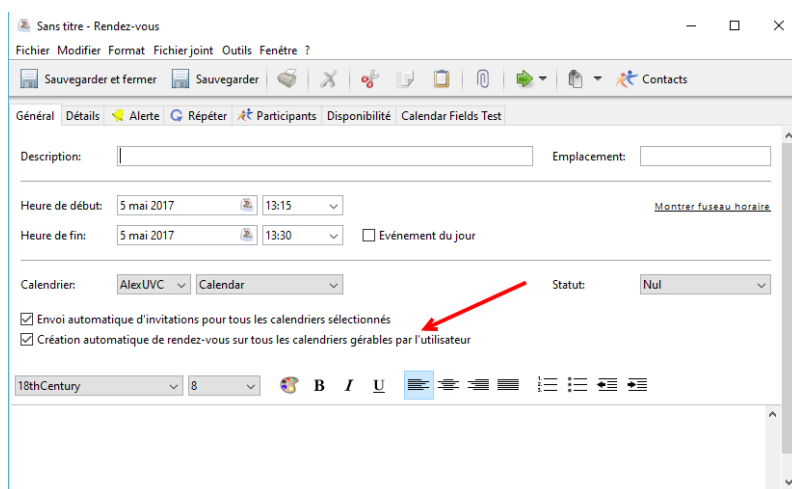 Sans titre - Rendez-vous
Fichier Modifier Format Fichier joint Outils Fenêtre ?
Sauvegarder et fermer Sauvegarder Contacts
Général Détails Alerte Répéter Participants Disponibilité Calendar Fields Test
Description: Emplacement:
Heure de début: 5 mai 2017 13:15 Montrer fuseau horaire
Heure de fin: 5 mai 2017 13:30 Evénement du jour
Calendrier: AlexUVC Calendar Statut: Nul
Envoi automatique d'invitations pour tous les calendriers sélectionnés
Création automatique de rendez-vous sur tous les calendriers gérables par l'utilisateur
18thCentury 8 B I U